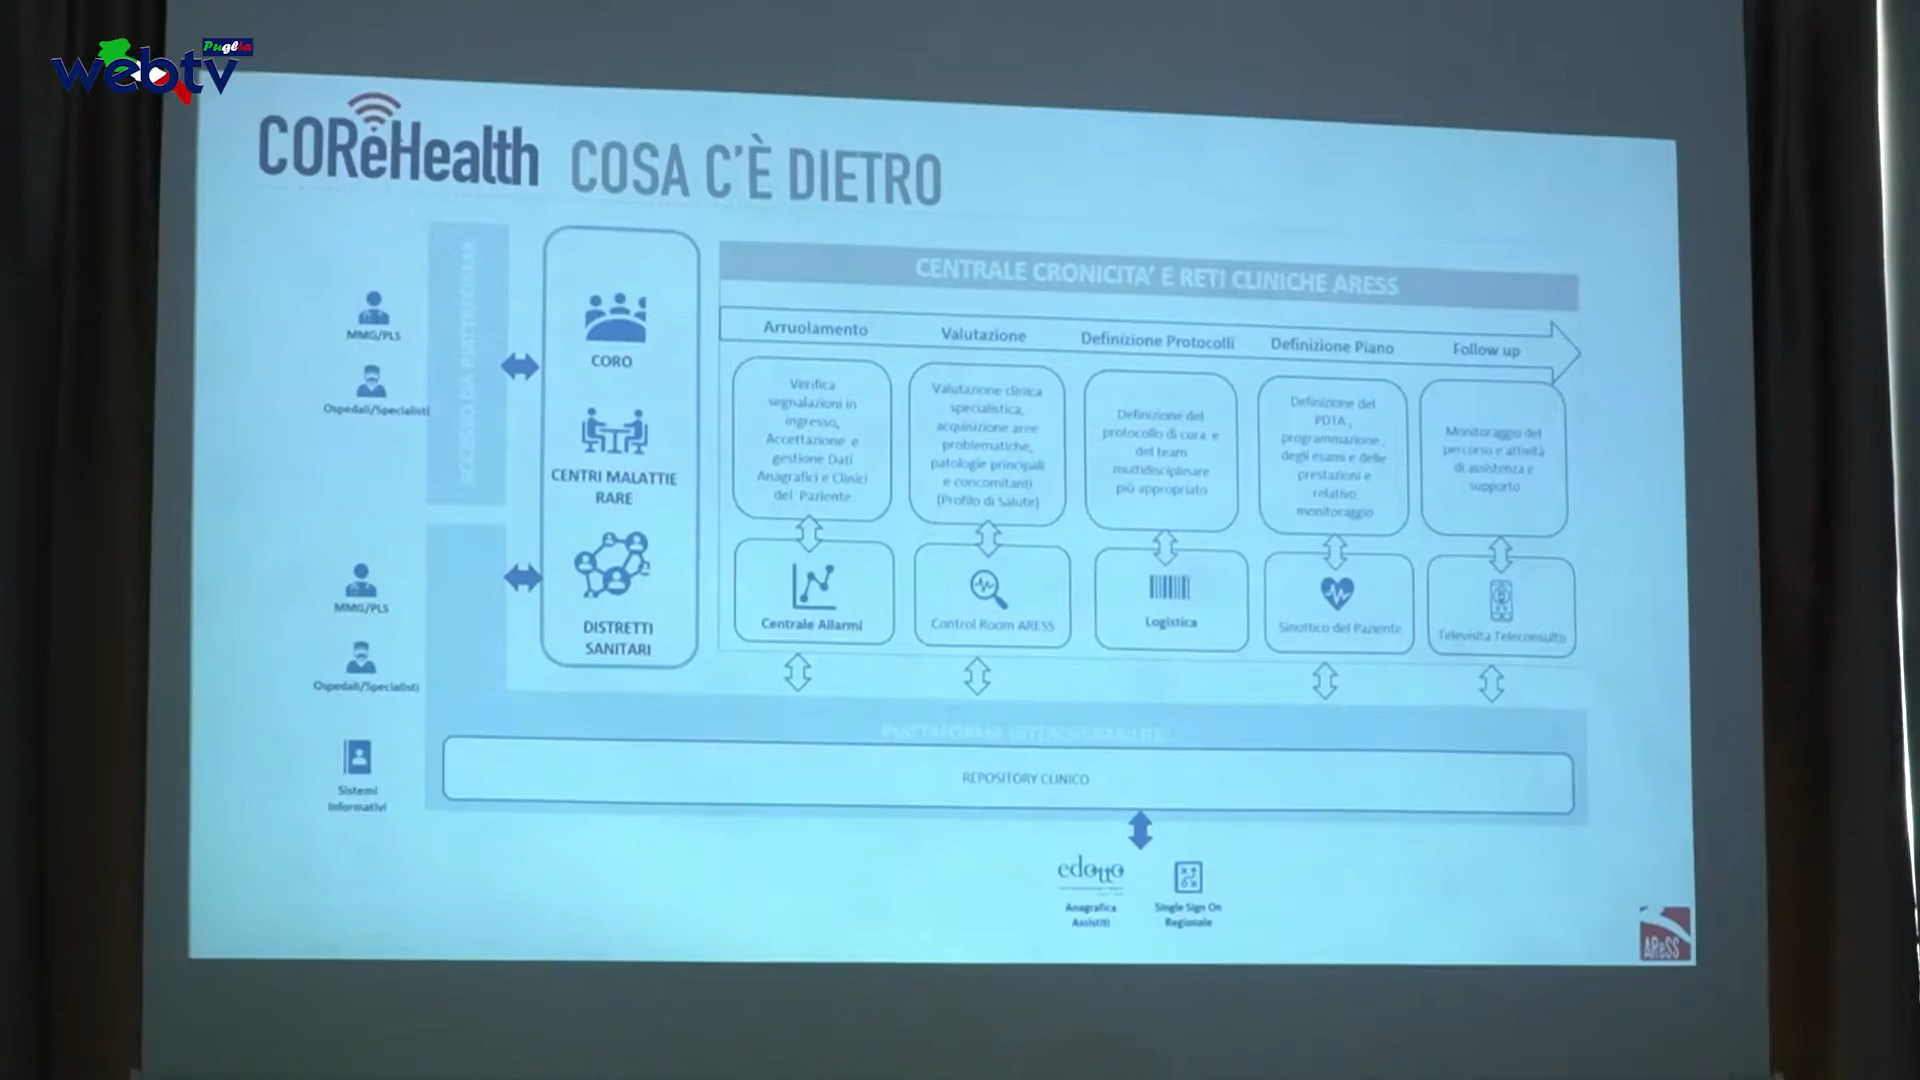 Puglia
webtv
COReHealth COSA C'È DIETRO
ACCESSO DA PIATTAFORMA
MMG/PLS
Ospedali/Specialisti
MMG/PLS
Ospedali/Specialisti
Sistemi
Informativi
CORO
CENTRI MALATTIE
RARE
DISTRETTI
SANITARI
CENTRALE CRONICITA' E RETI CLINICHE ARESS
Arruolamento
Valutazione
Definizione Protocolli
Definizione Piano
Follow up
Verifica
segnalazioni in
ingresso,
Accettazione e
gestione Dati
Anagrafici e Clinici
del Paziente
Valutazione clinica
specialistica,
acquisizione aree
problematiche,
patologie principali
e concomitanti
(Profilo di Salute)
Definizione del
protocollo di cura e
del team
multidisciplinare
più appropriato
Definizione del
PDTA,
programmazione
degli esami e delle
prestazioni e
relativo
monitoraggio
Monitoraggio del
percorso e attività
di assistenza e
supporto
Centrale Allarmi
Control Room ARESS
Logistica
Sinottico del Paziente
Televisita Teleconsulto
PIATTAFORMA INTEROPERABILITA'
REPOSITORY CLINICO
edotto
Anagrafica
Assistiti
Single Sign On
Regionale
AReSS